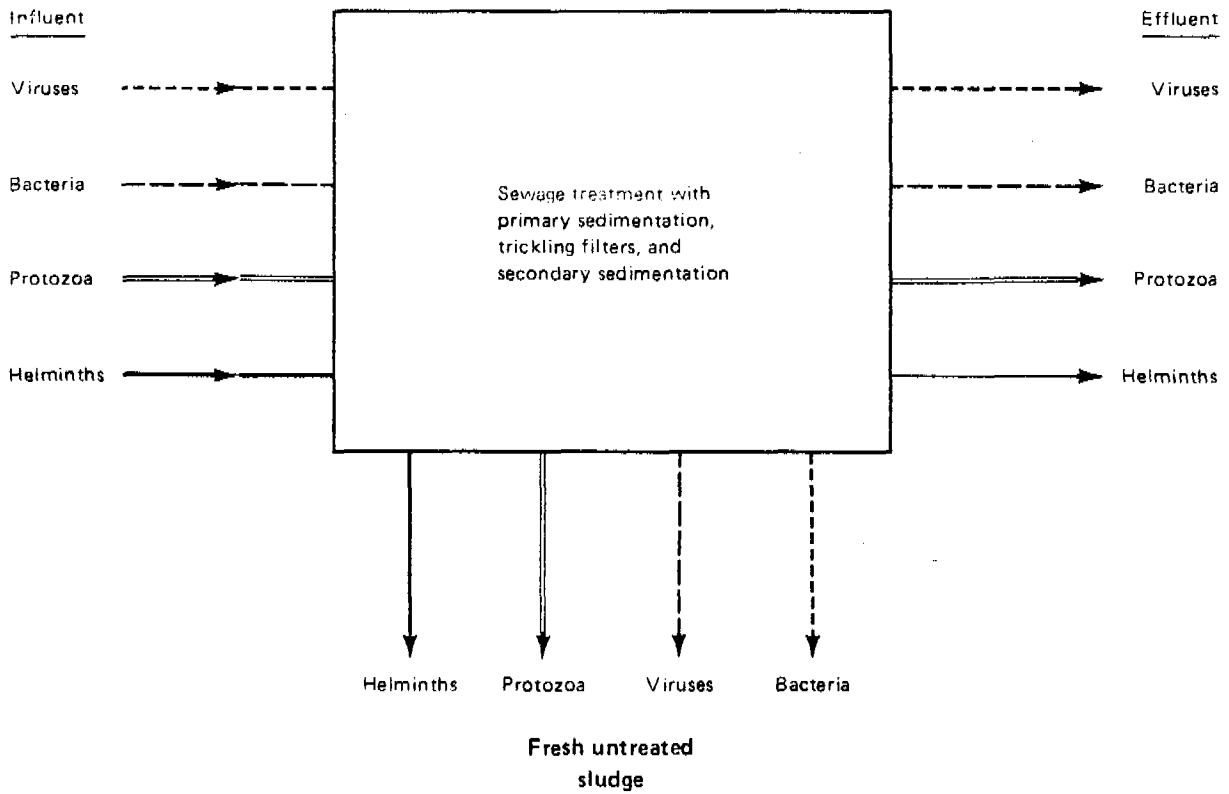 Influent
Effluent
Viruses
Viruses
Bacteria
Bacteria
Sewage treatment with
primary sedimentation,
trickling filters, and
secondary sedimentation
Protozoa
Protozoa
Helminths
Helminths
Helminths
Protozoa
Viruses
Bacteria
Fresh untreated
sludge